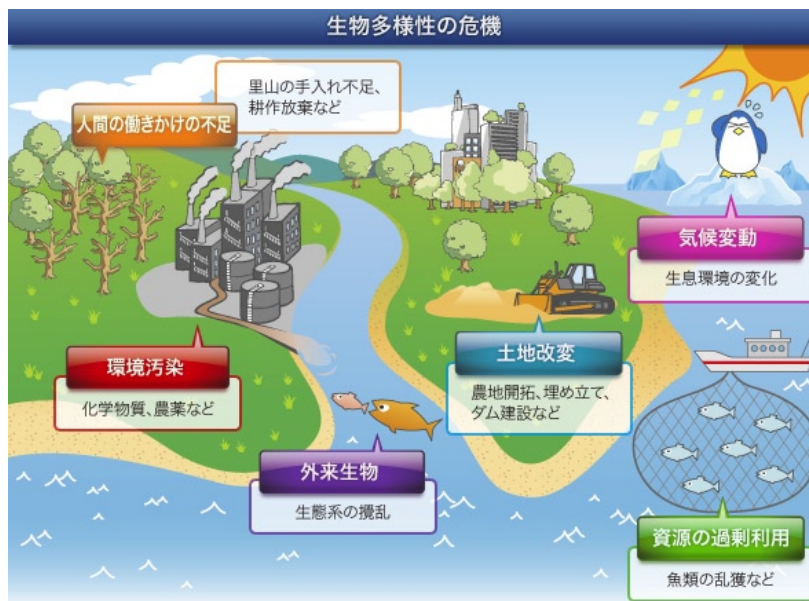 生物多様性の危機
人間の働きかけの不足
里山の手入れ不足、
耕作放棄など
気候変動
生息環境の変化
環境汚染
化学物質、農薬など
土地改変
農地開拓、埋め立て、
ダム建設など
外来生物
生態系の攪乱
資源の過剰利用
魚類の乱獲など